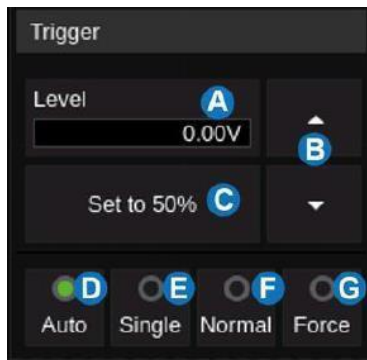 Trigger
Level A
0.00V
B
Set to 50% C
D E F G
Auto Single Normal Force